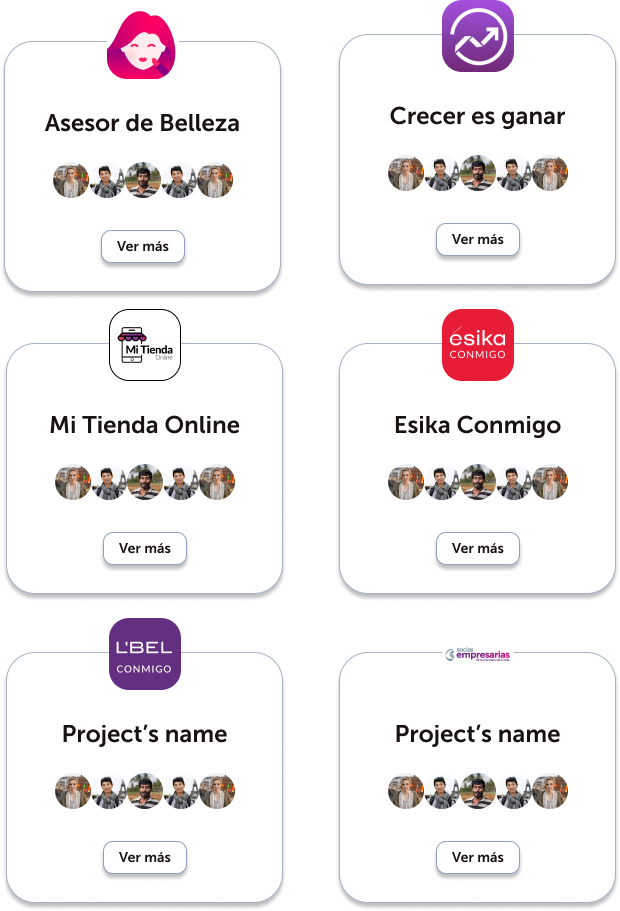 Asesor de Belleza
Ver más
Crecer es ganar
Ver más
Mi Tienda
Online
Mi Tienda Online
Ver más
ésika
CONMIGO
Esika Conmigo
Ver más
L'BEL
CONMIGO
Project’s name
Ver más
socias
empresarias
Project’s name
Ver más